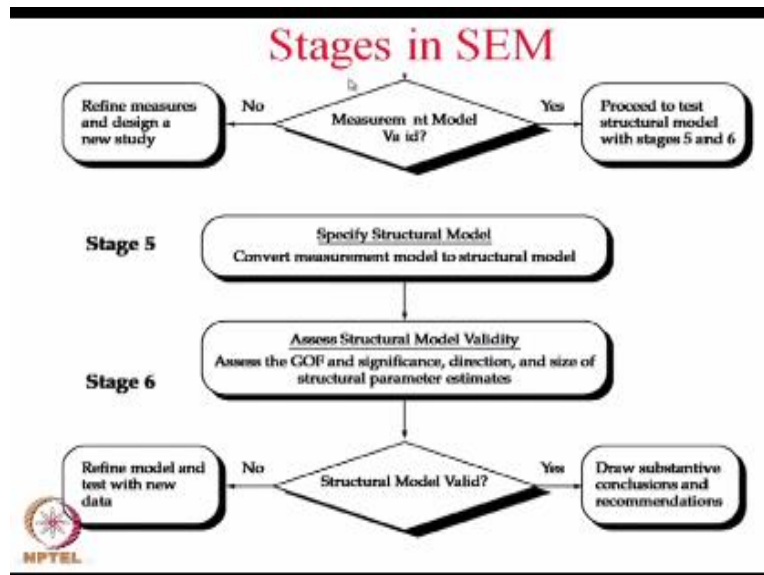 Stages in SEM
Refine measures
and design a
new study
No
Measurem nt Model
Va id?
Yes
Proceed to test
structural model
with stages 5 and 6
Stage 5
Specify Structural Model
Convert measurement model to structural model
Stage 6
Assess Structural Model Validity
Assess the GOF and significance, direction, and size of
structural parameter estimates
Refine model and
test with new
data
No
Structural Model Valid?
Yes
Draw substantive
conclusions and
recommendations
NPTEL